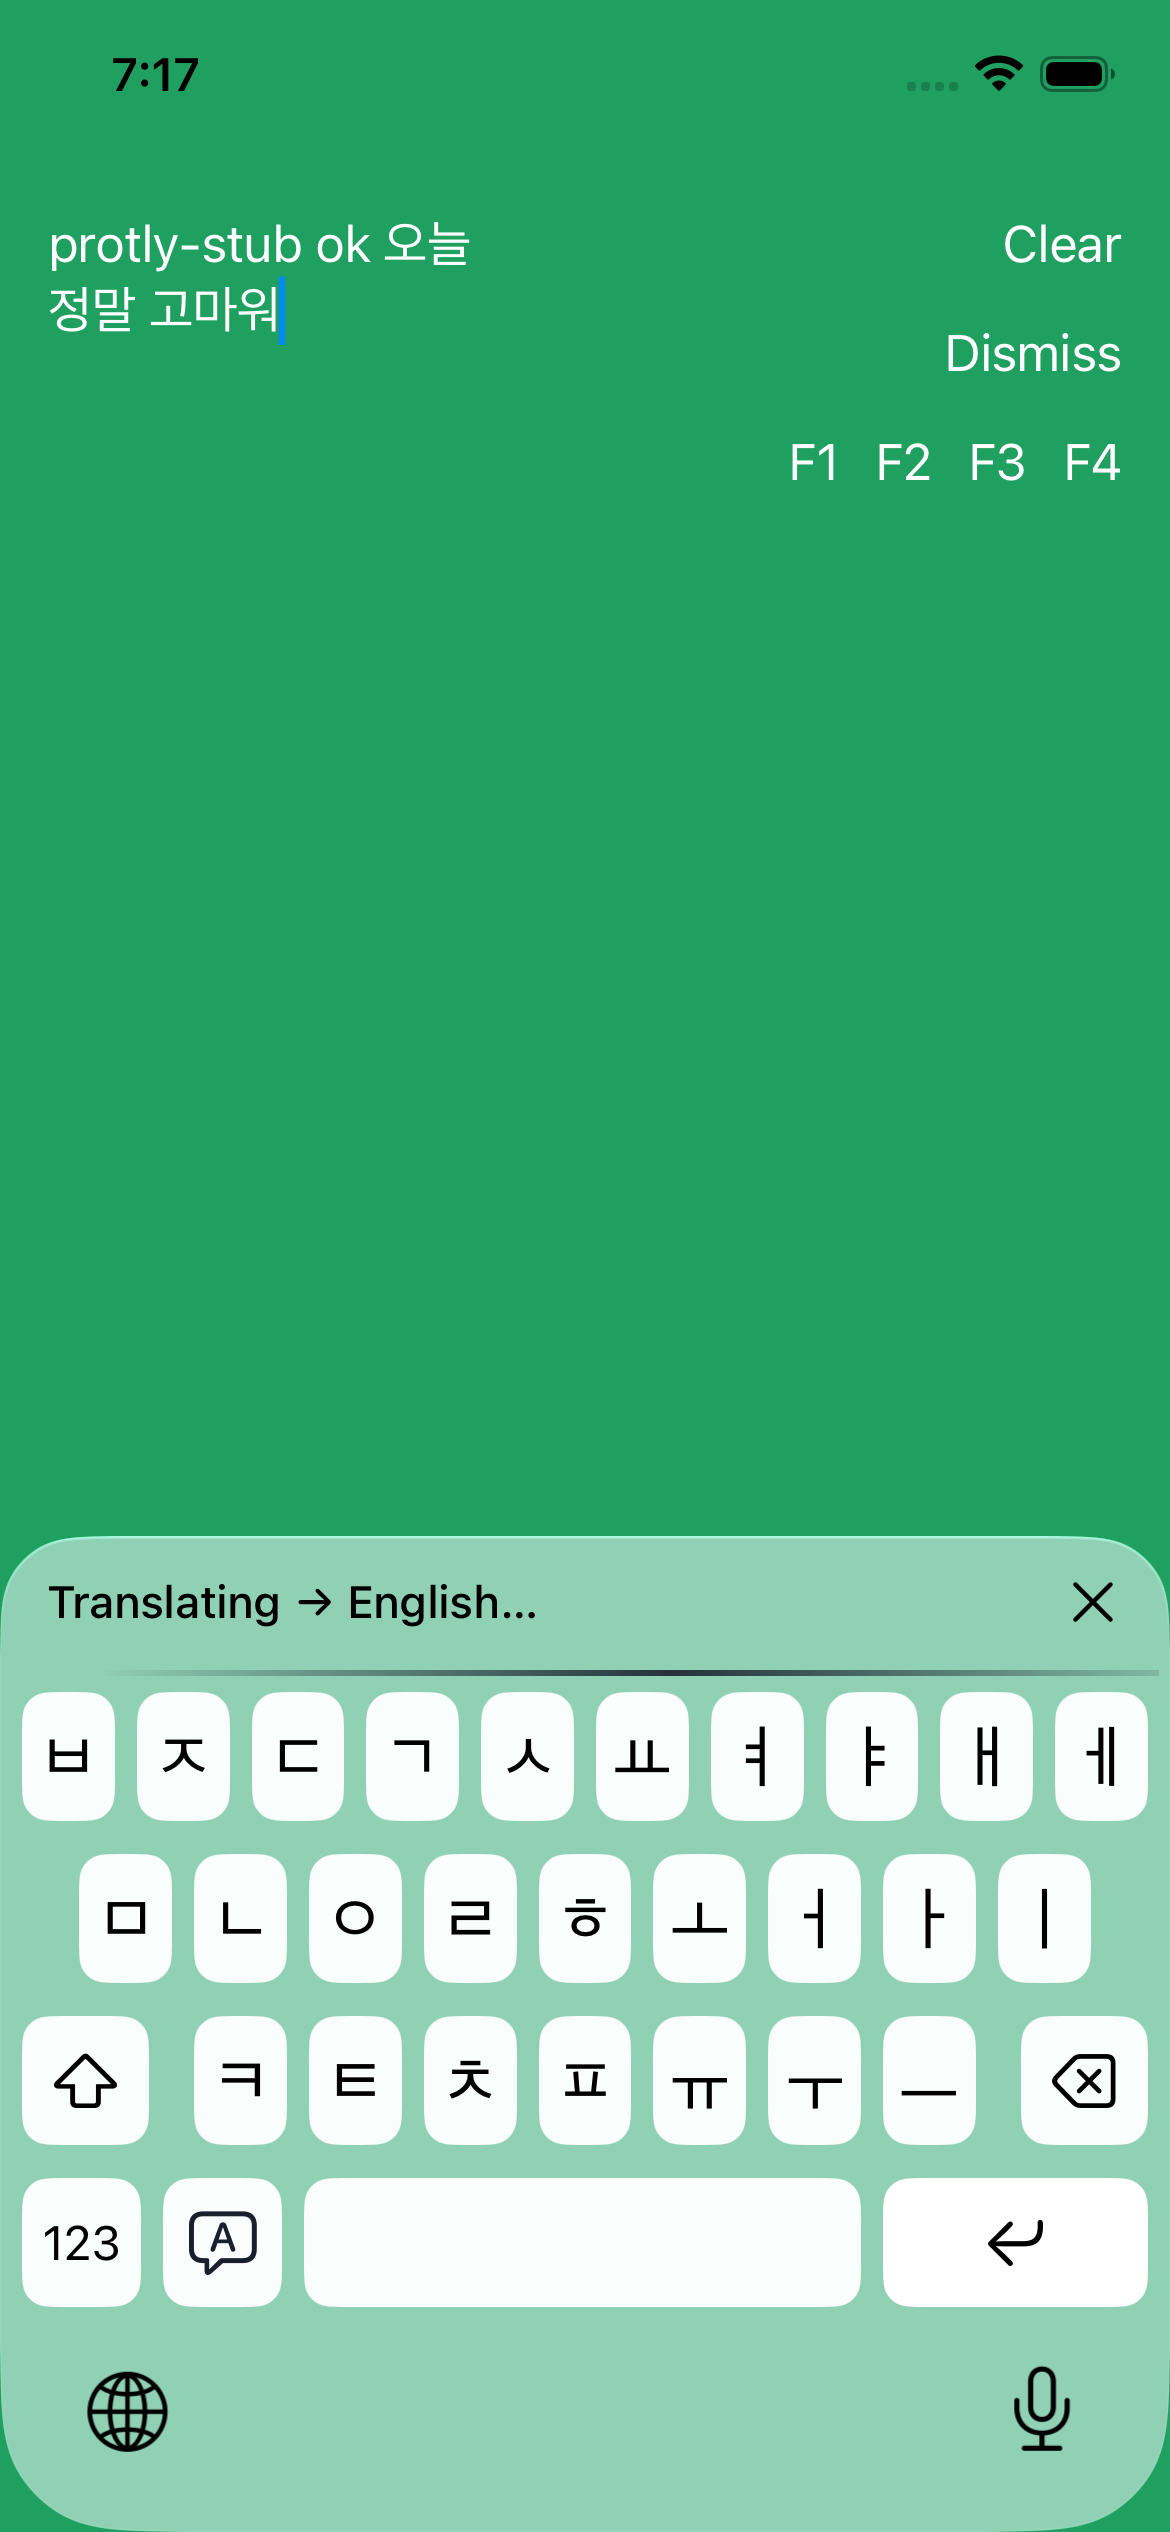 7:17
protly-stub ok 오늘
정말 고마워
Clear
Dismiss
F1 F2 F3 F4
Translating → English...
ㅂ ㅈ ㄷ ㄱ ㅅ ㅛ ㅕ ㅑ ㅐ ㅔ
ㅁ ㄴ ㅇ ㄹ ㅎ ㅗ ㅓ ㅏ ㅣ
ㅋ ㅌ ㅊ ㅍ ㅠ ㅜ ㅡ
123 A